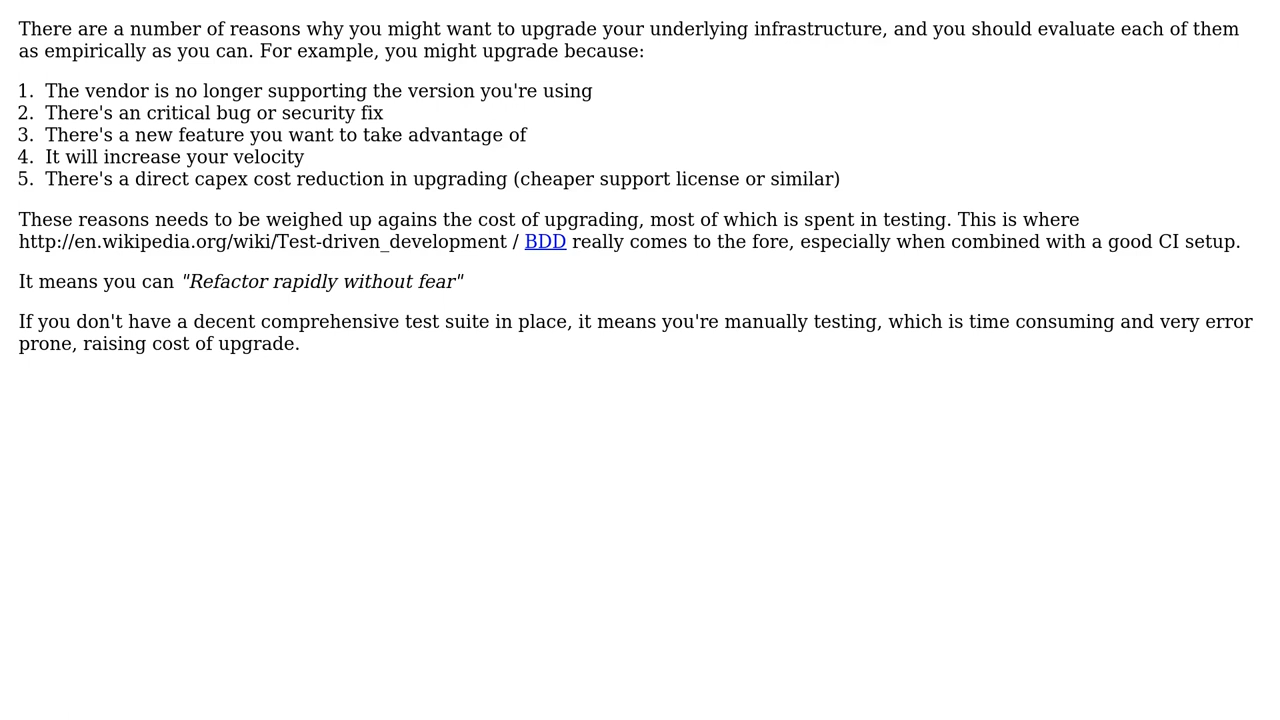 There are a number of reasons why you might want to upgrade your underlying infrastructure, and you should evaluate each of them
as empirically as you can. For example, you might upgrade because:
1. The vendor is no longer supporting the version you're using
2. There's an critical bug or security fix
3. There's a new feature you want to take advantage of
4. It will increase your velocity
5. There's a direct capex cost reduction in upgrading (cheaper support license or similar)
These reasons needs to be weighed up agains the cost of upgrading, most of which is spent in testing. This is where
http://en.wikipedia.org/wiki/Test-driven_development / BDD really comes to the fore, especially when combined with a good CI setup.
It means you can "Refactor rapidly without fear"
If you don't have a decent comprehensive test suite in place, it means you're manually testing, which is time consuming and very error
prone, raising cost of upgrade.